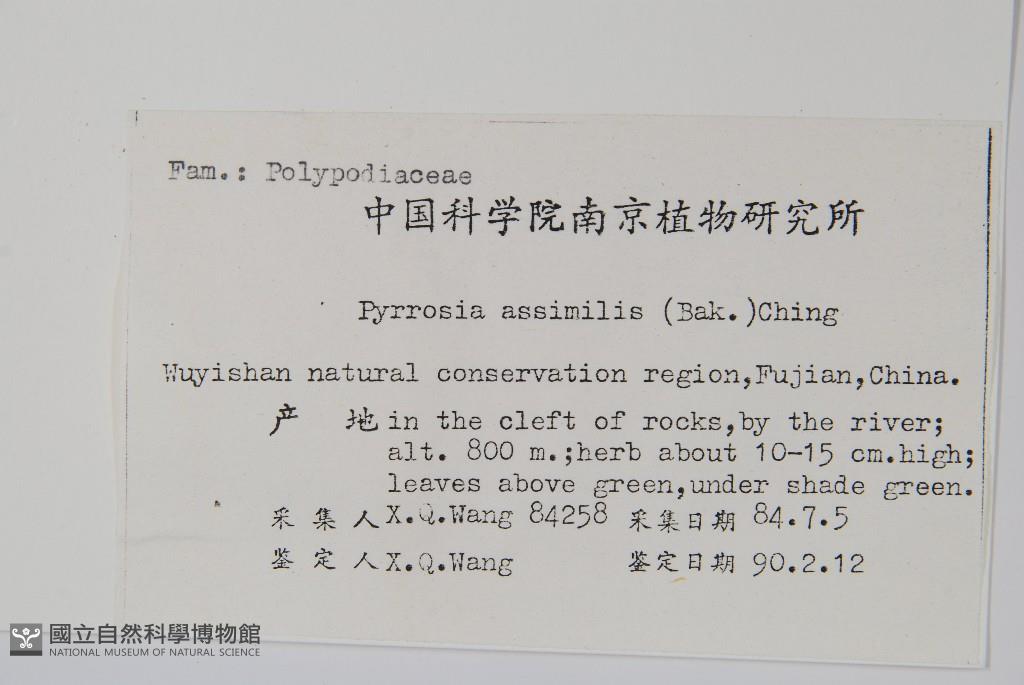 Fam.: Polypodiaceae
中国科学院南京植物研究所
Pyrrosia assimilis (Bak.)Ching
Wuyishan natural conservation region,Fujian,China.
产 地 in the cleft of rocks,by the river;
alt. 800 m.;herb about 10-15 cm.high;
leaves above green,under shade green.
采 集 人 X.Q.Wang 84258 采集日期 84.7.5
鉴 定 人 X.Q.Wang 鉴定日期 90.2.12
國立自然科學博物館
NATIONAL MUSEUM OF NATURAL SCIENCE